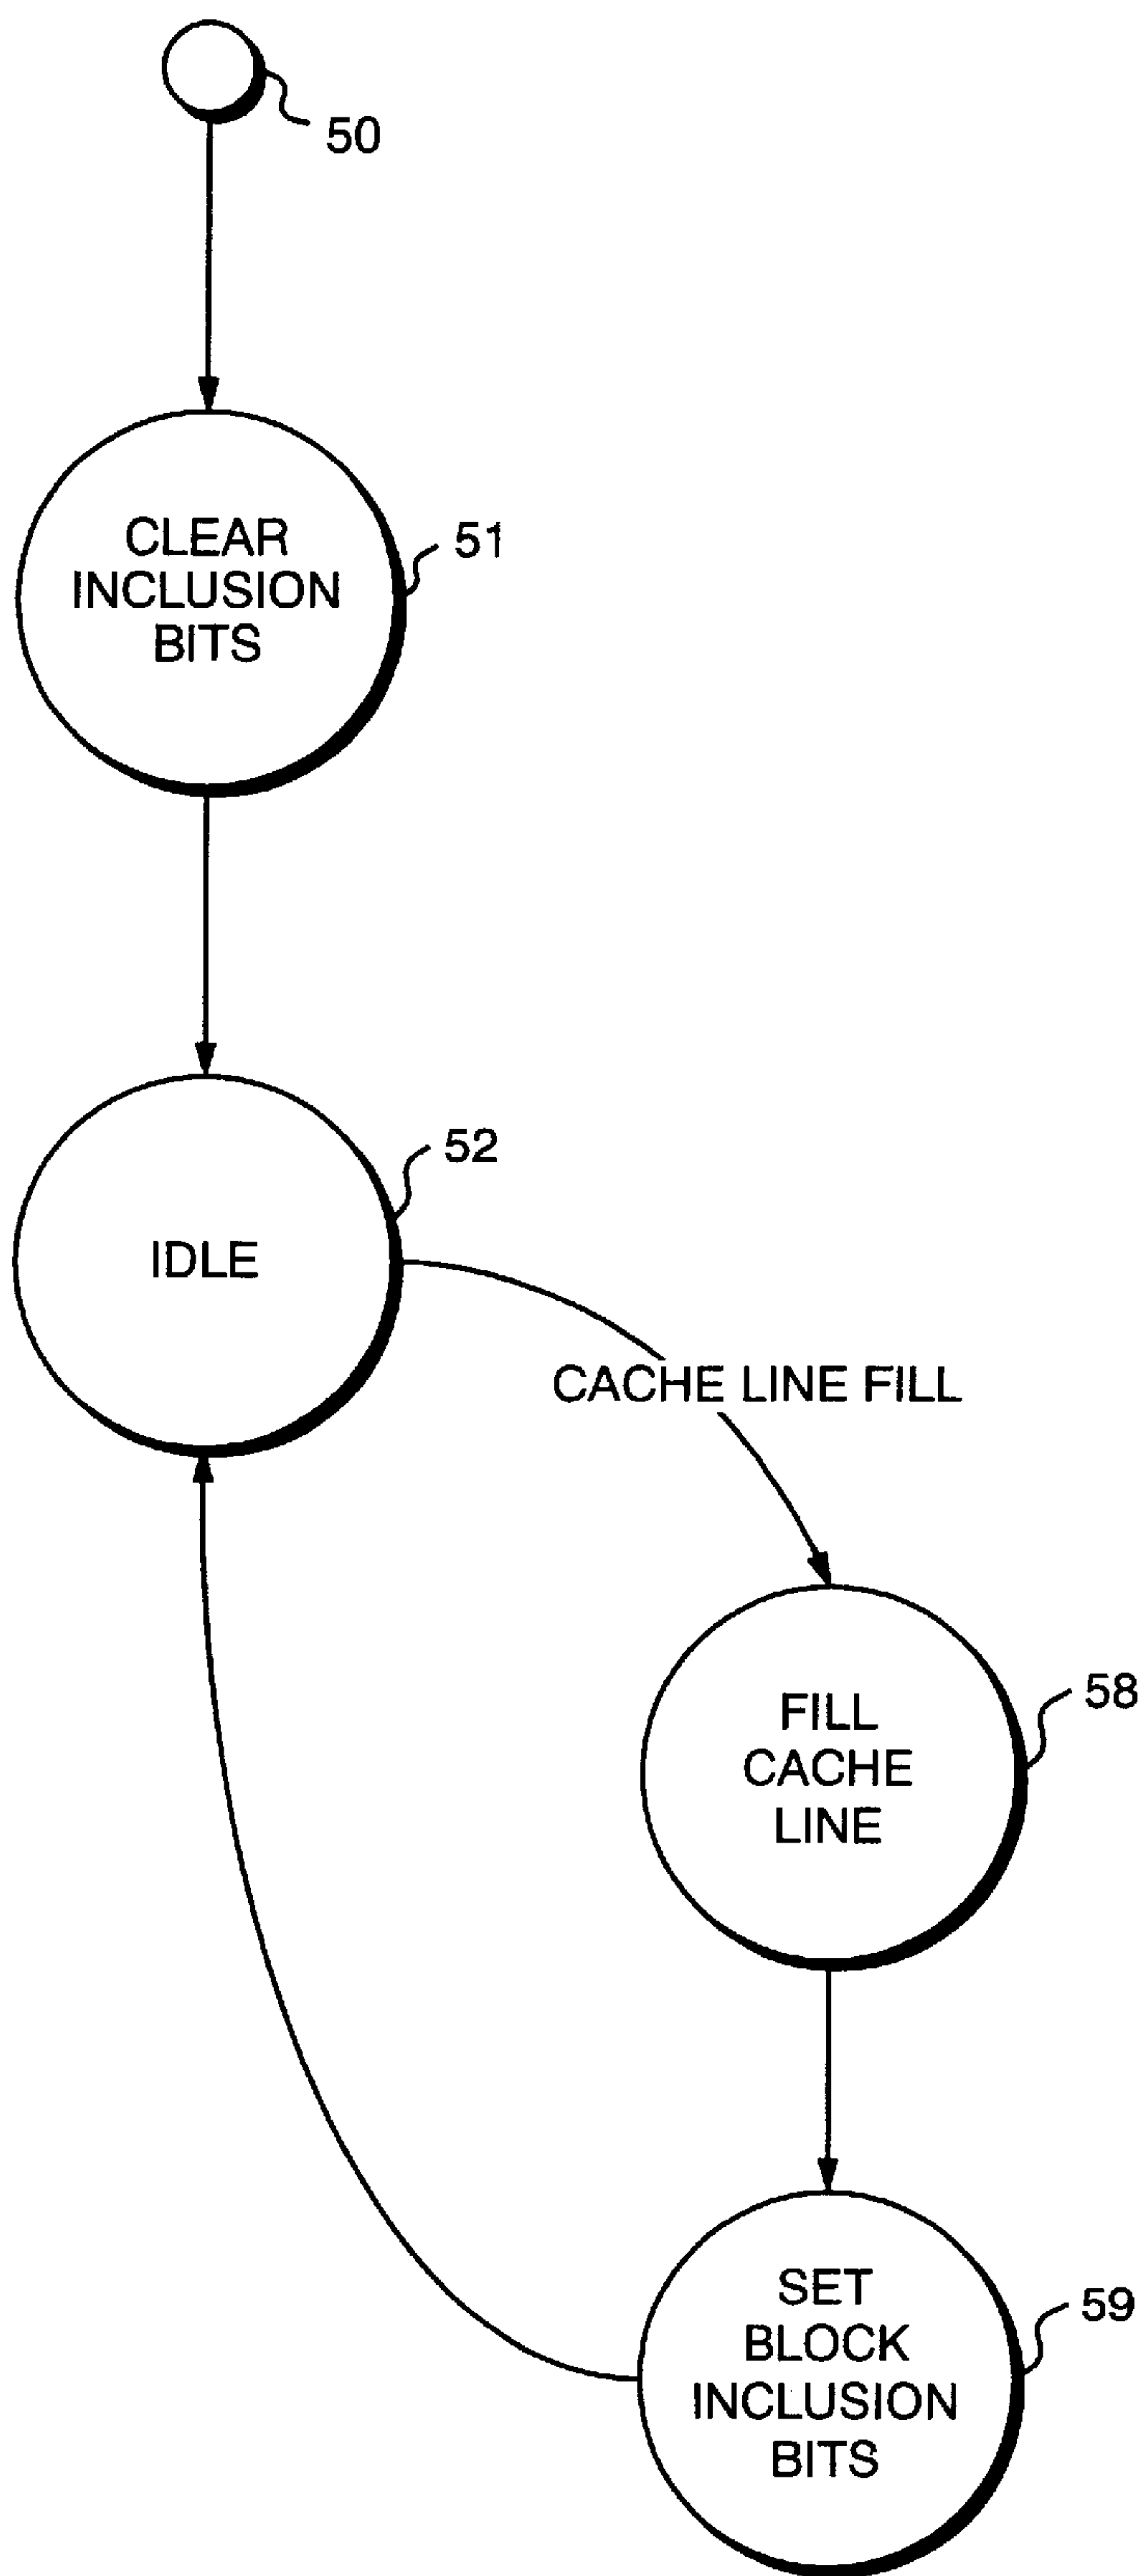 50
CLEAR
INCLUSION
BITS
51
52
IDLE
CACHE LINE FILL
58
FILL
CACHE
LINE
59
SET
BLOCK
INCLUSION
BITS